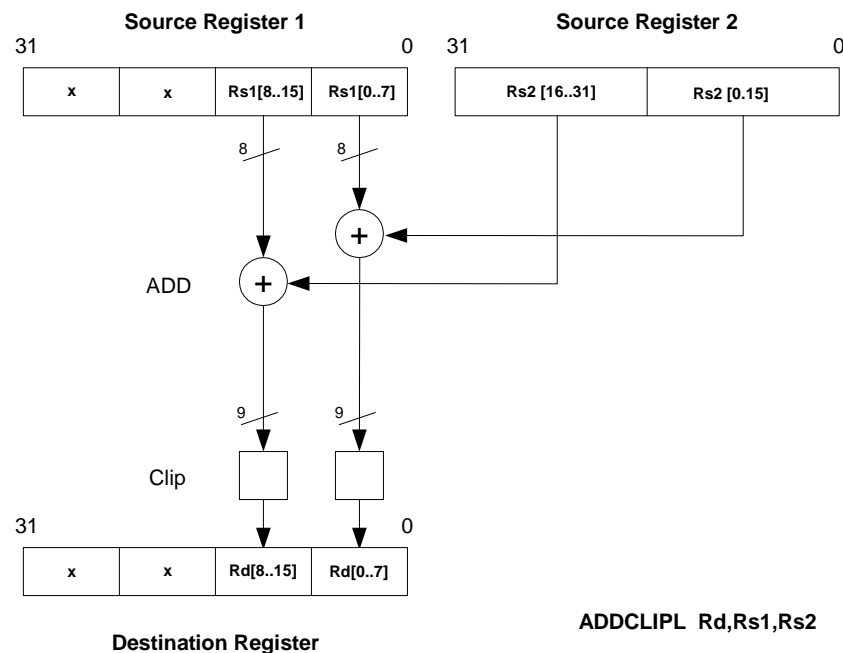 Source Register 1
Source Register 2
31 0
31 0
x x Rs1[8..15] Rs1[0..7]
Rs2 [16..31] Rs2 [0.15]
8 8
+
ADD +
9 9
Clip
31 0
x x Rd[8..15] Rd[0..7]
ADDCLIPL Rd,Rs1,Rs2
Destination Register